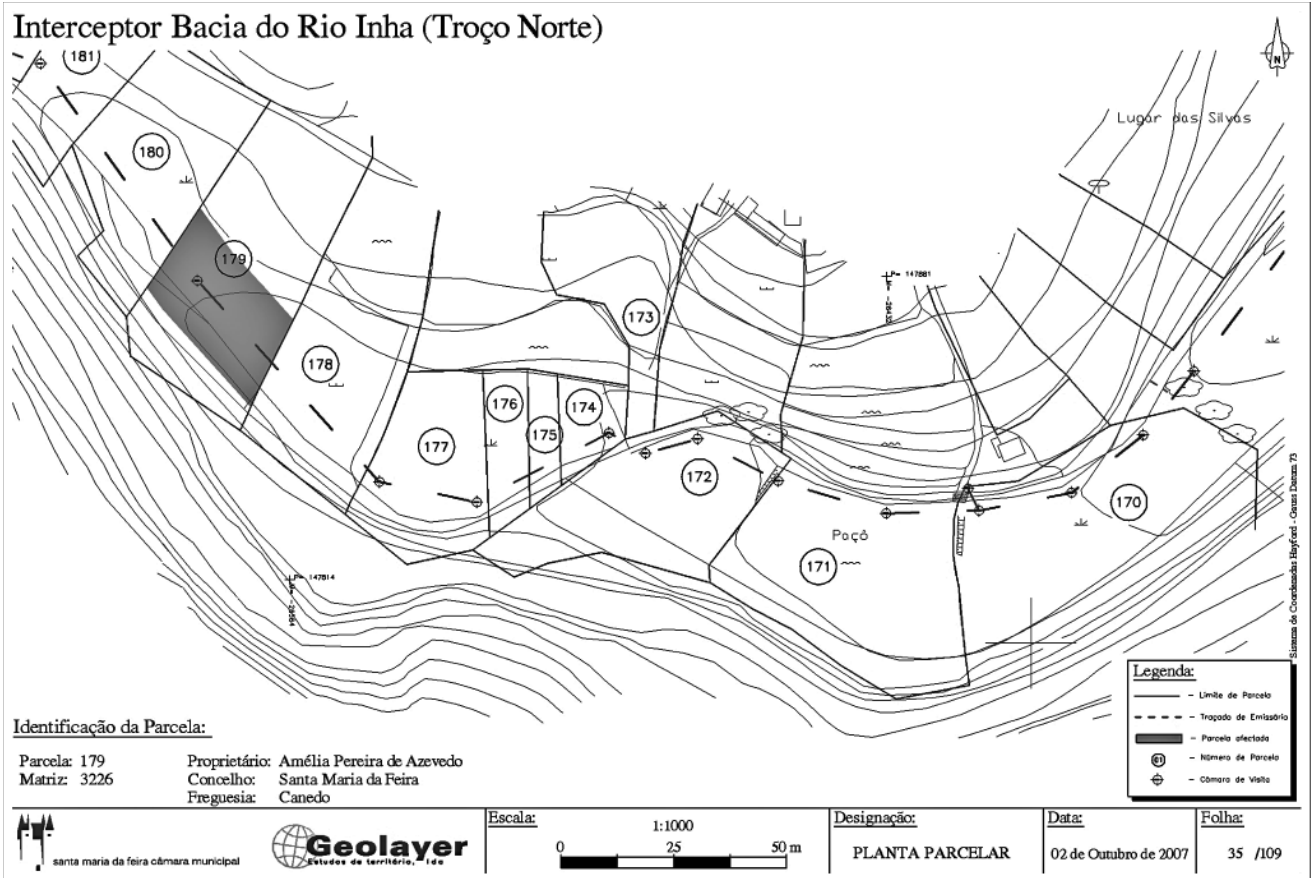 Interceptor Bacia do Rio Inha (Troço Norte)
N
181
Lugar das Silvas
180
179
P= 147881
173
178
176
174
175
177
172
170
Paçô
171
P= 147814
Sistema de Coordenadas Hayford - Gauss Datum 73
Legenda:
- Limite de Parcela
- Traçado de Emissário
- Parcela afectada
- Número de Parcela
- Câmara de Visita
Identificação da Parcela:
Parcela: 179
Matriz: 3226
Proprietário: Amélia Pereira de Azevedo
Concelho: Santa Maria da Feira
Freguesia: Canedo
santa maria da feira câmara municipal
Geolayer
Estudos de território, lda
Escala:
1:1000
0 25 50 m
Designação:
PLANTA PARCELAR
Data:
02 de Outubro de 2007
Folha:
35 /109